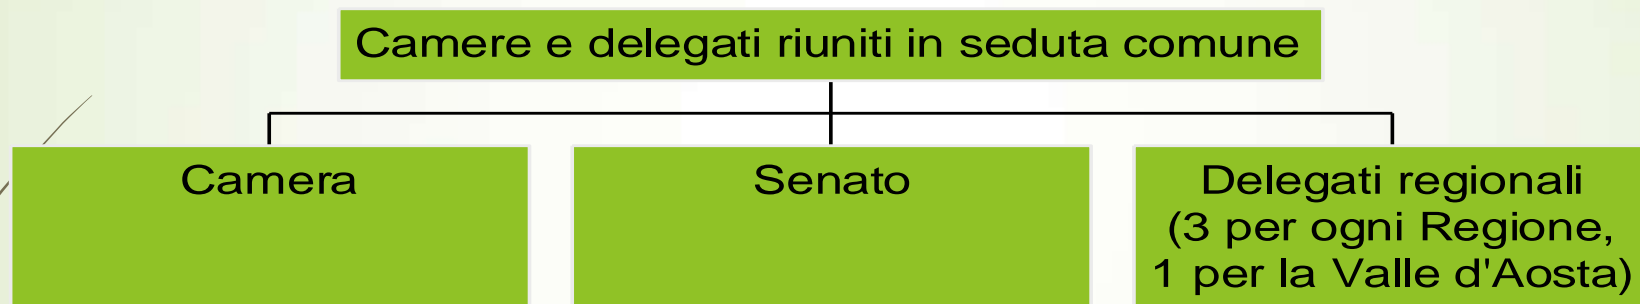 Camere e delegati riuniti in seduta comune
Camera
Senato
Delegati regionali
(3 per ogni Regione,
1 per la Valle d'Aosta)